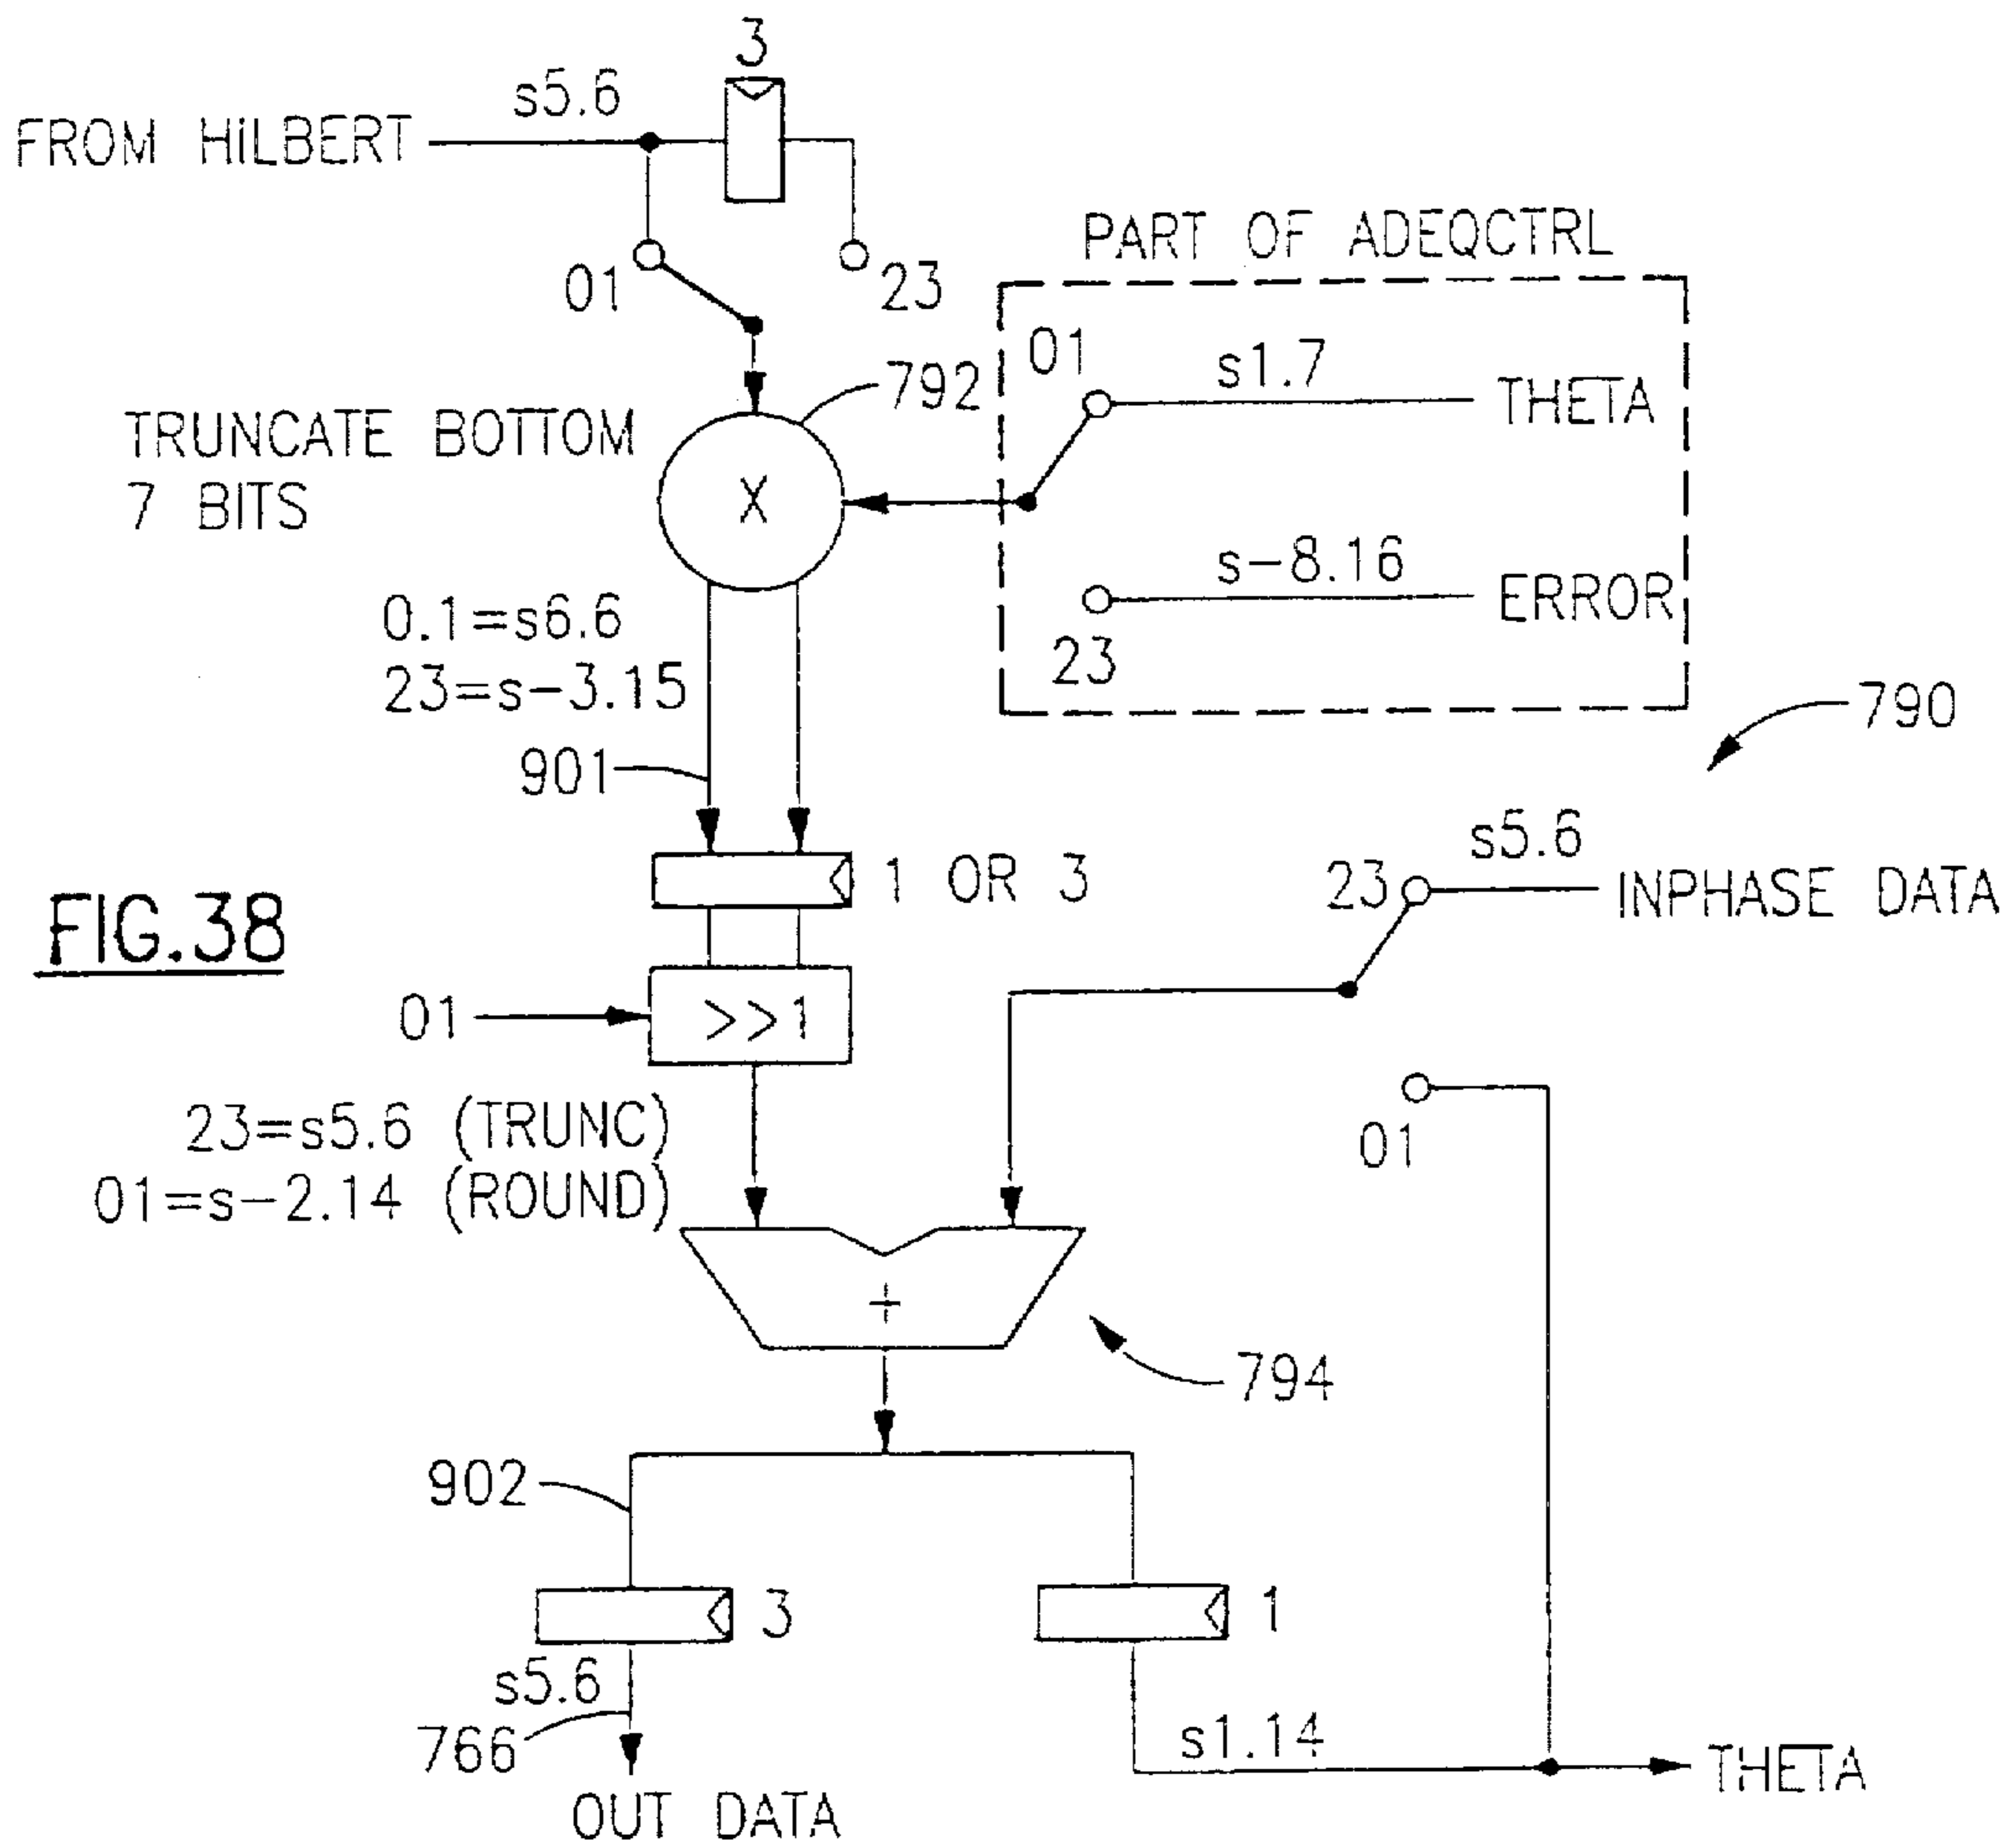 3
s5.6
FROM HILBERT
01
23
PART OF ADEQCTRL
01
s1.7
THETA
792
TRUNCATE BOTTOM
7 BITS
X
s-8.16
ERROR
23
0.1=s6.6
23=s-3.15
790
901
s5.6
1 OR 3
23
INPHASE DATA
FIG.38
01
>>1
01
23=s5.6 (TRUNC)
01=s-2.14 (ROUND)
+
794
902
3
1
s5.6
766
s1.14
THETA
OUT DATA